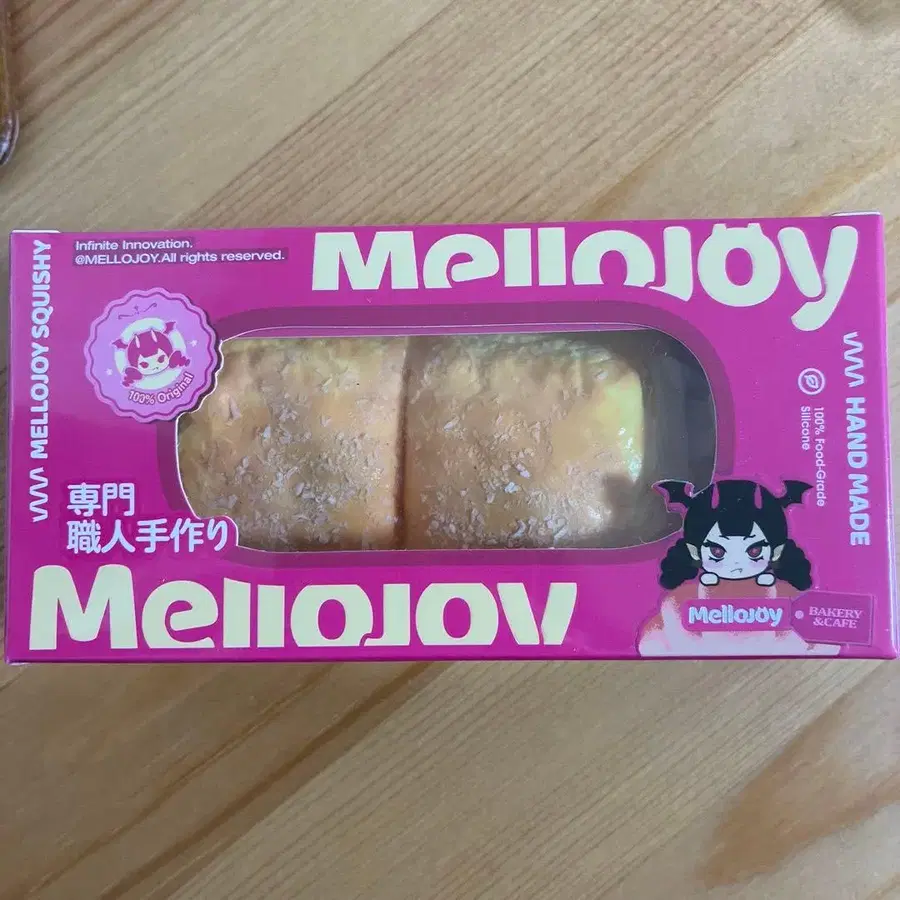 Infinite Innovation.
@MELLOJOY.All rights reserved.
Mellojoy
MELLOJOY SQUISHY
100% Original
HAND MADE
100% Food-Grade
Silicone
専門
職人手作り
Mellojoy
Mellojoy
BAKERY
&CAFE